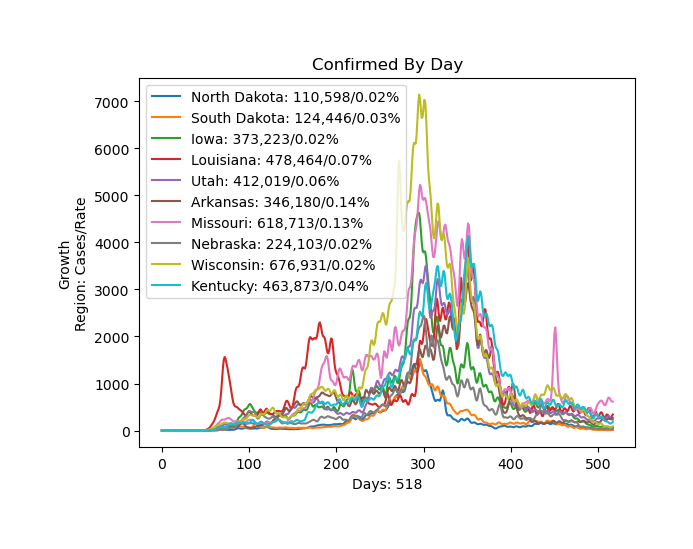 Confirmed By Day
Growth
Region: Cases/Rate
7000
6000
5000
4000
3000
2000
1000
0
North Dakota: 110,598/0.02%
South Dakota: 124,446/0.03%
Iowa: 373,223/0.02%
Louisiana: 478,464/0.07%
Utah: 412,019/0.06%
Arkansas: 346,180/0.14%
Missouri: 618,713/0.13%
Nebraska: 224,103/0.02%
Wisconsin: 676,931/0.02%
Kentucky: 463,873/0.04%
0 100 200 300 400 500
Days: 518